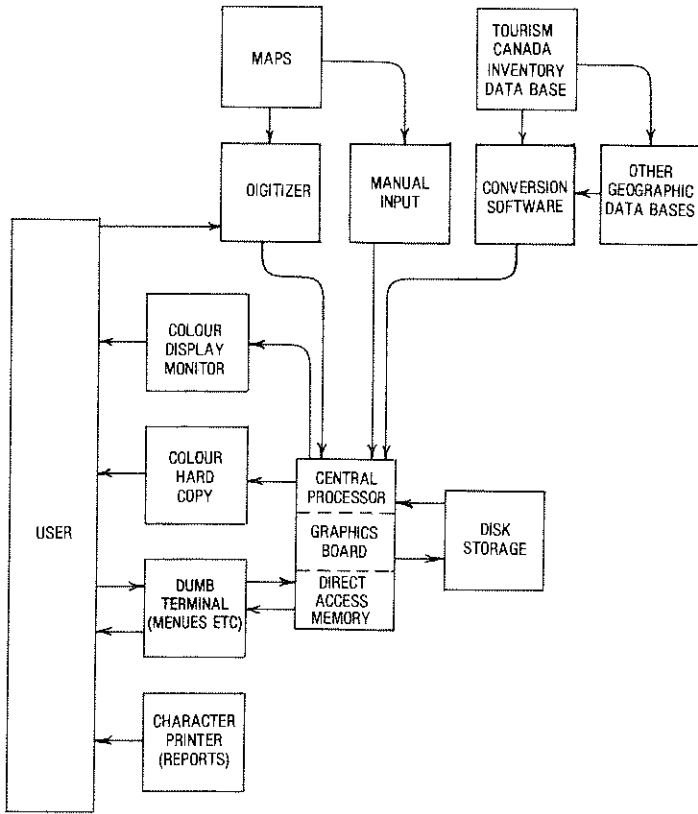 MAPS
TOURISM
CANADA
INVENTORY
DATA BASE
DIGITIZER
MANUAL
INPUT
CONVERSION
SOFTWARE
OTHER
GEOGRAPHIC
DATA BASES
COLOUR
DISPLAY
MONITOR
COLOUR
HARD
COPY
USER
CENTRAL
PROCESSOR
GRAPHICS
BOARD
DIRECT
ACCESS
MEMORY
DISK
STORAGE
DUMB
TERMINAL
(MENUES ETC)
CHARACTER
PRINTER
(REPORTS)